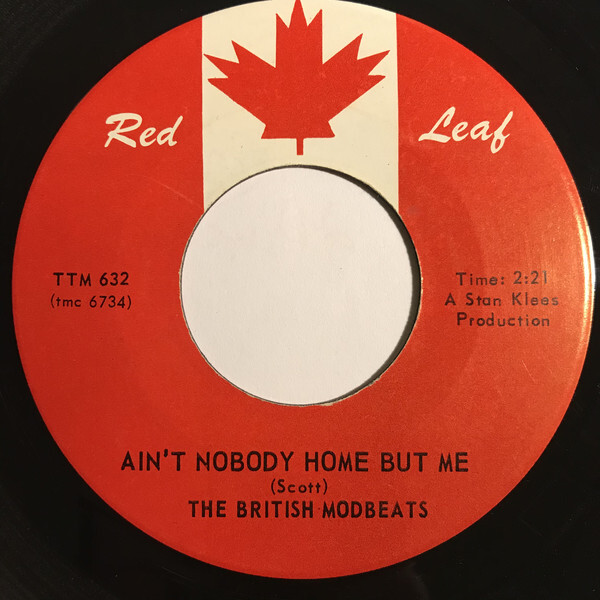 Red Leaf
TTM 632
(tmc 6734)
Time: 2:21
A Stan Klees
Production
AIN'T NOBODY HOME BUT ME
(Scott)
THE BRITISH MODBEATS